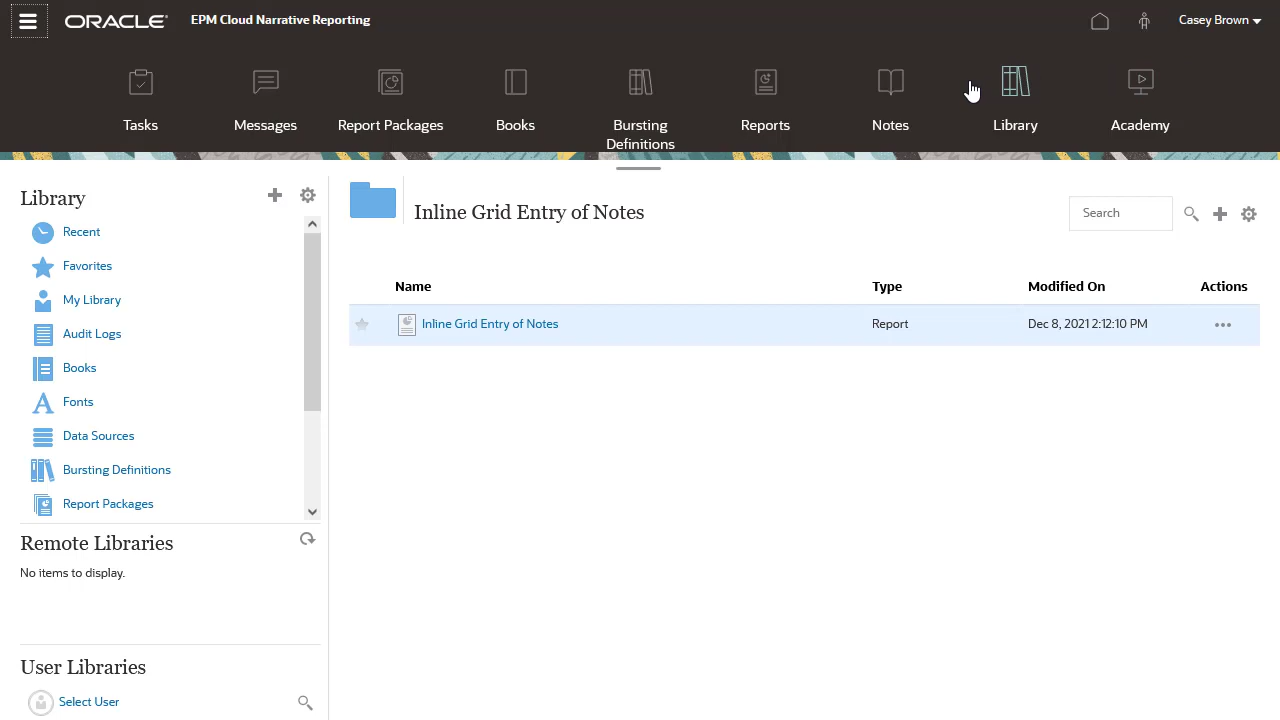 ORACLE EPM Cloud Narrative Reporting Casey Brown
Tasks Messages Report Packages Books Bursting Definitions Reports Notes Library Academy
Library
Recent
Favorites
My Library
Audit Logs
Books
Fonts
Data Sources
Bursting Definitions
Report Packages
Remote Libraries
No items to display.
User Libraries
Select User
Inline Grid Entry of Notes
Search
Name Type Modified On Actions
Inline Grid Entry of Notes Report Dec 8, 2021 2:12:10 PM